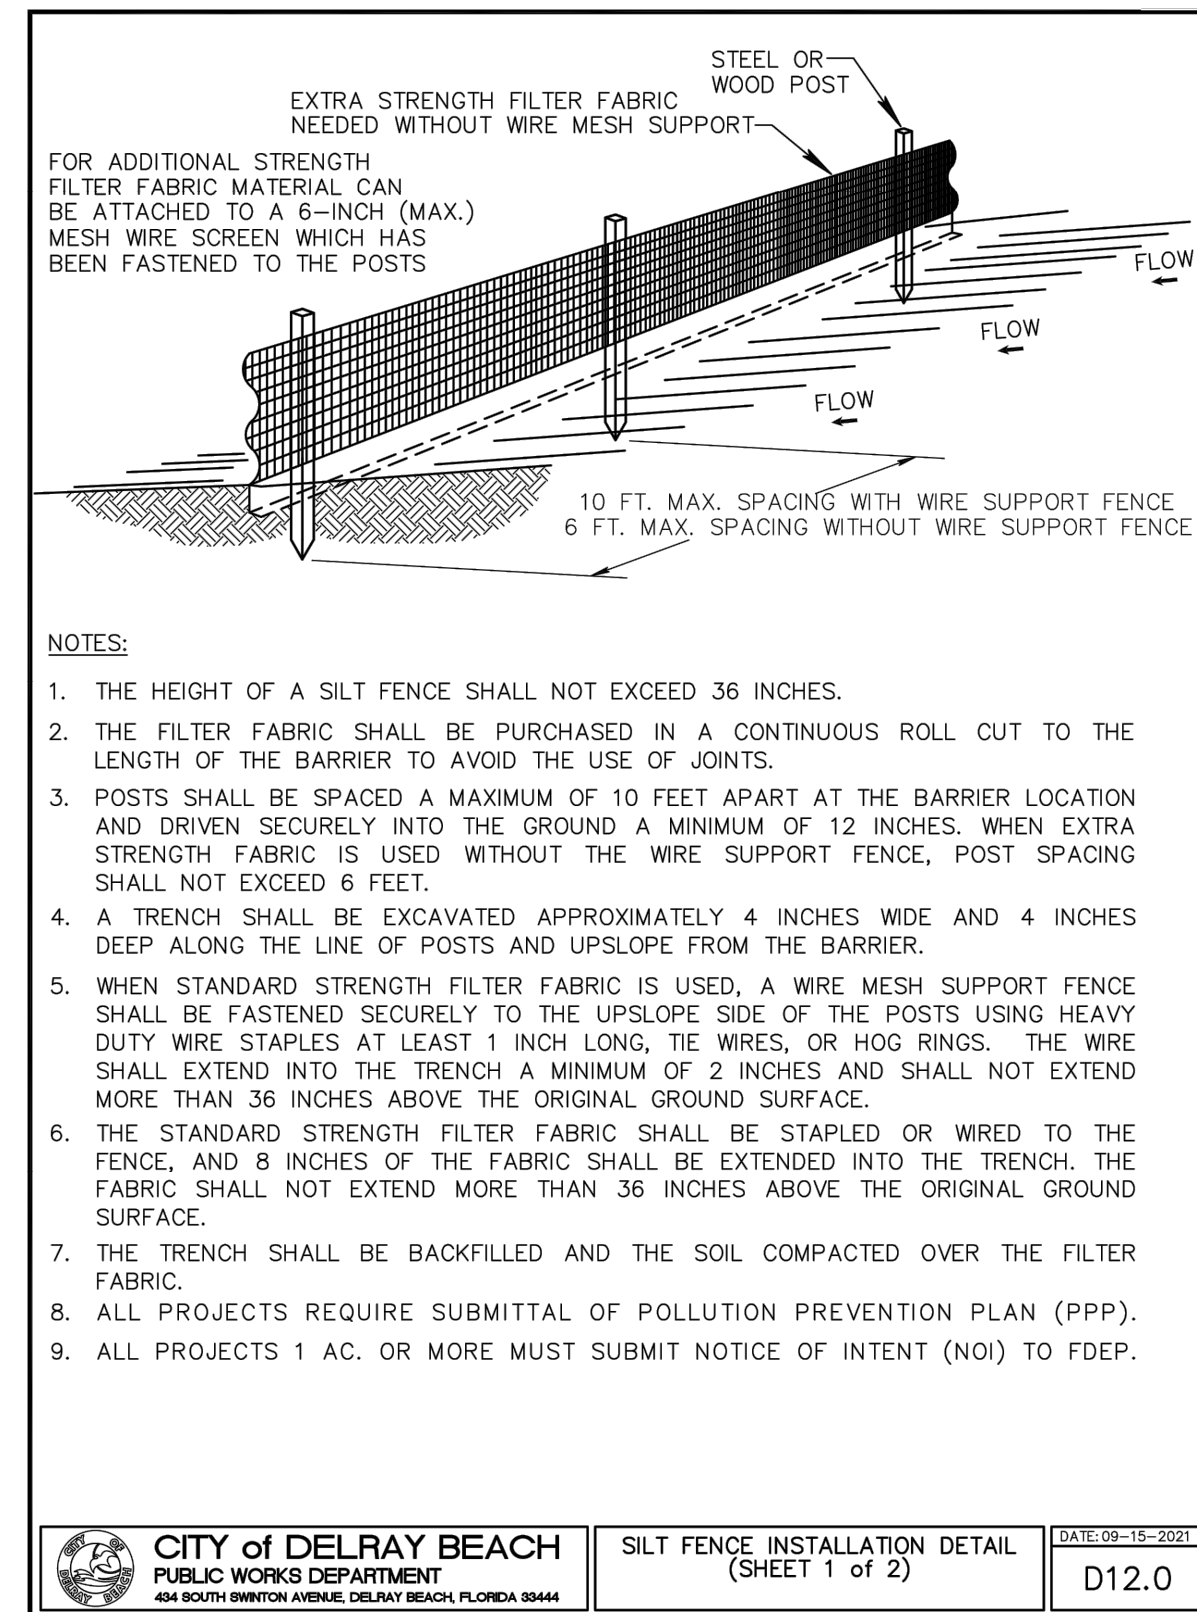 STEEL OR
WOOD POST
EXTRA STRENGTH FILTER FABRIC
NEEDED WITHOUT WIRE MESH SUPPORT
FOR ADDITIONAL STRENGTH
FILTER FABRIC MATERIAL CAN
BE ATTACHED TO A 6-INCH (MAX.)
MESH WIRE SCREEN WHICH HAS
BEEN FASTENED TO THE POSTS
FLOW
FLOW
FLOW
10 FT. MAX. SPACING WITH WIRE SUPPORT FENCE
6 FT. MAX. SPACING WITHOUT WIRE SUPPORT FENCE
NOTES:
1. THE HEIGHT OF A SILT FENCE SHALL NOT EXCEED 36 INCHES.
2. THE FILTER FABRIC SHALL BE PURCHASED IN A CONTINUOUS ROLL CUT TO THE
LENGTH OF THE BARRIER TO AVOID THE USE OF JOINTS.
3. POSTS SHALL BE SPACED A MAXIMUM OF 10 FEET APART AT THE BARRIER LOCATION
AND DRIVEN SECURELY INTO THE GROUND A MINIMUM OF 12 INCHES. WHEN EXTRA
STRENGTH FABRIC IS USED WITHOUT THE WIRE SUPPORT FENCE, POST SPACING
SHALL NOT EXCEED 6 FEET.
4. A TRENCH SHALL BE EXCAVATED APPROXIMATELY 4 INCHES WIDE AND 4 INCHES
DEEP ALONG THE LINE OF POSTS AND UPSLOPE FROM THE BARRIER.
5. WHEN STANDARD STRENGTH FILTER FABRIC IS USED, A WIRE MESH SUPPORT FENCE
SHALL BE FASTENED SECURELY TO THE UPSLOPE SIDE OF THE POSTS USING HEAVY
DUTY WIRE STAPLES AT LEAST 1 INCH LONG, TIE WIRES, OR HOG RINGS. THE WIRE
SHALL EXTEND INTO THE TRENCH A MINIMUM OF 2 INCHES AND SHALL NOT EXTEND
MORE THAN 36 INCHES ABOVE THE ORIGINAL GROUND SURFACE.
6. THE STANDARD STRENGTH FILTER FABRIC SHALL BE STAPLED OR WIRED TO THE
FENCE, AND 8 INCHES OF THE FABRIC SHALL BE EXTENDED INTO THE TRENCH. THE
FABRIC SHALL NOT EXTEND MORE THAN 36 INCHES ABOVE THE ORIGINAL GROUND
SURFACE.
7. THE TRENCH SHALL BE BACKFILLED AND THE SOIL COMPACTED OVER THE FILTER
FABRIC.
8. ALL PROJECTS REQUIRE SUBMITTAL OF POLLUTION PREVENTION PLAN (PPP).
9. ALL PROJECTS 1 AC. OR MORE MUST SUBMIT NOTICE OF INTENT (NOI) TO FDEP.
CITY OF
DELRAY BEACH
CITY of DELRAY BEACH
PUBLIC WORKS DEPARTMENT
434 SOUTH SWINTON AVENUE, DELRAY BEACH, FLORIDA 33444
SILT FENCE INSTALLATION DETAIL
(SHEET 1 of 2)
DATE: 09-15-2021
D12.0